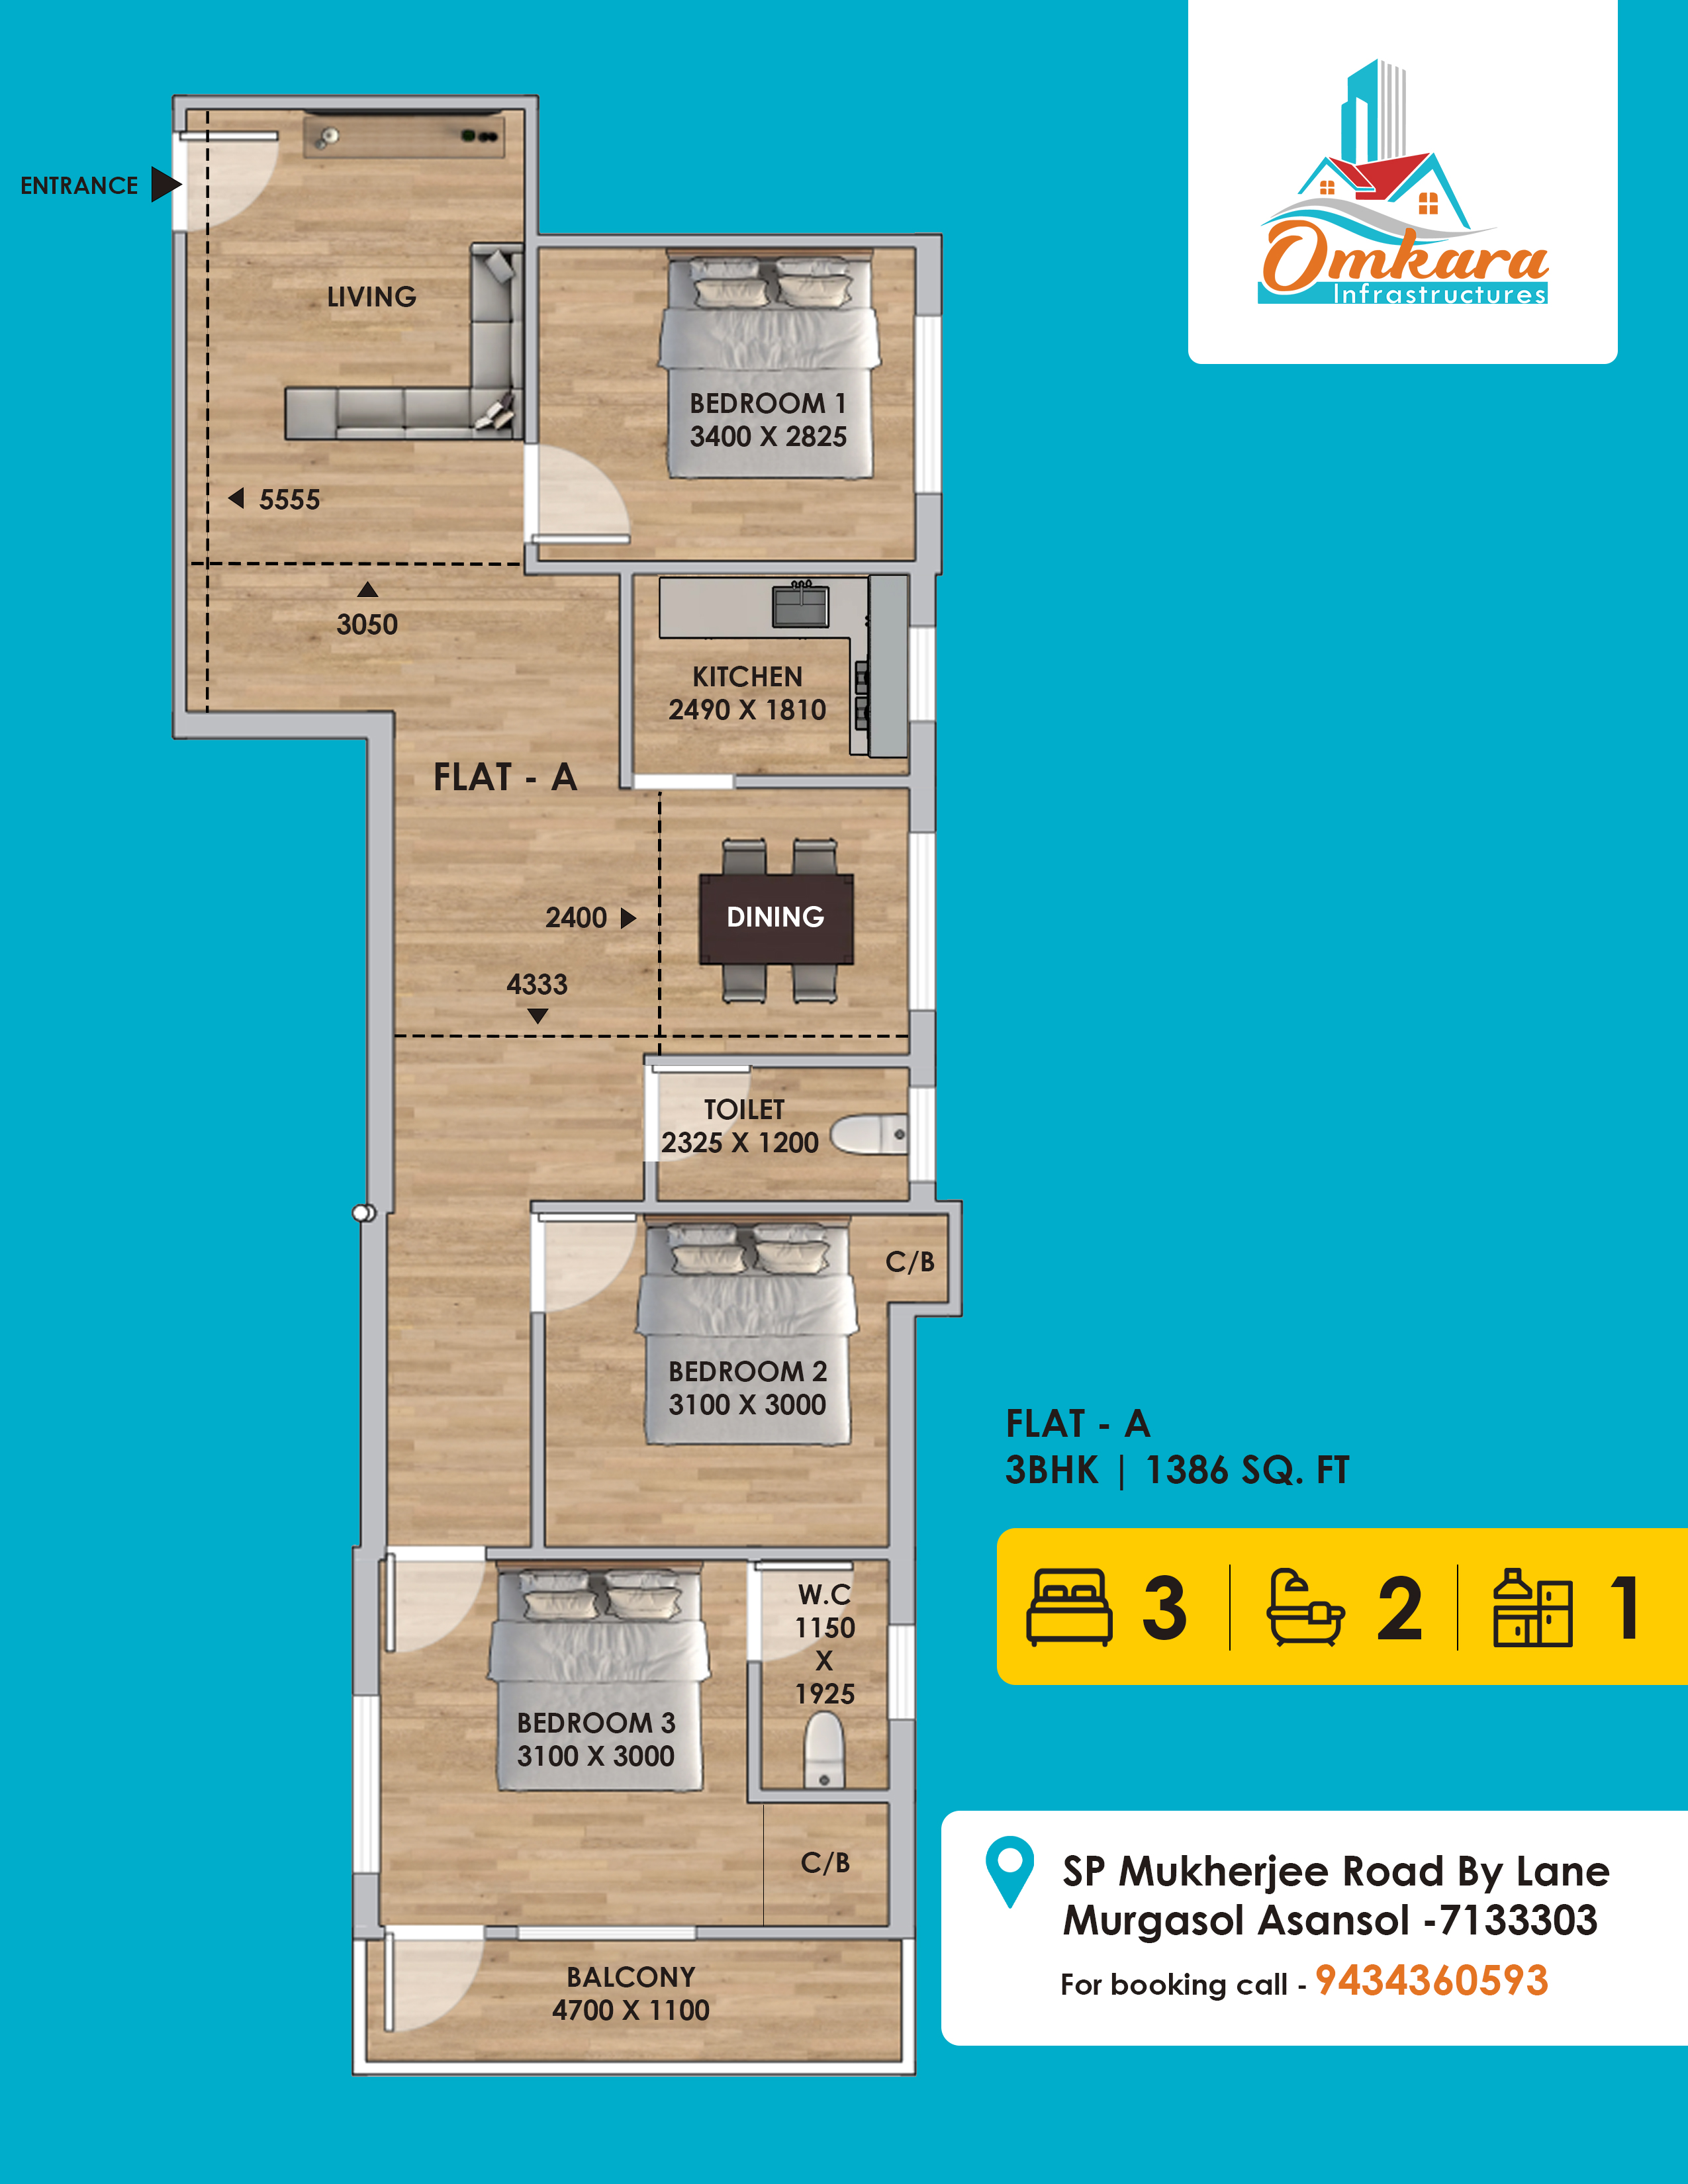 Omkara
Infrastructures
ENTRANCE
LIVING
BEDROOM 1
3400 X 2825
5555
3050
KITCHEN
2490 X 1810
FLAT - A
2400
DINING
4333
TOILET
2325 X 1200
C/B
BEDROOM 2
3100 X 3000
FLAT - A
3BHK | 1386 SQ. FT
3
2
1
W.C
1150
X
1925
BEDROOM 3
3100 X 3000
C/B
BALCONY
4700 X 1100
SP Mukherjee Road By Lane
Murgasol Asansol -7133303
For booking call - 9434360593